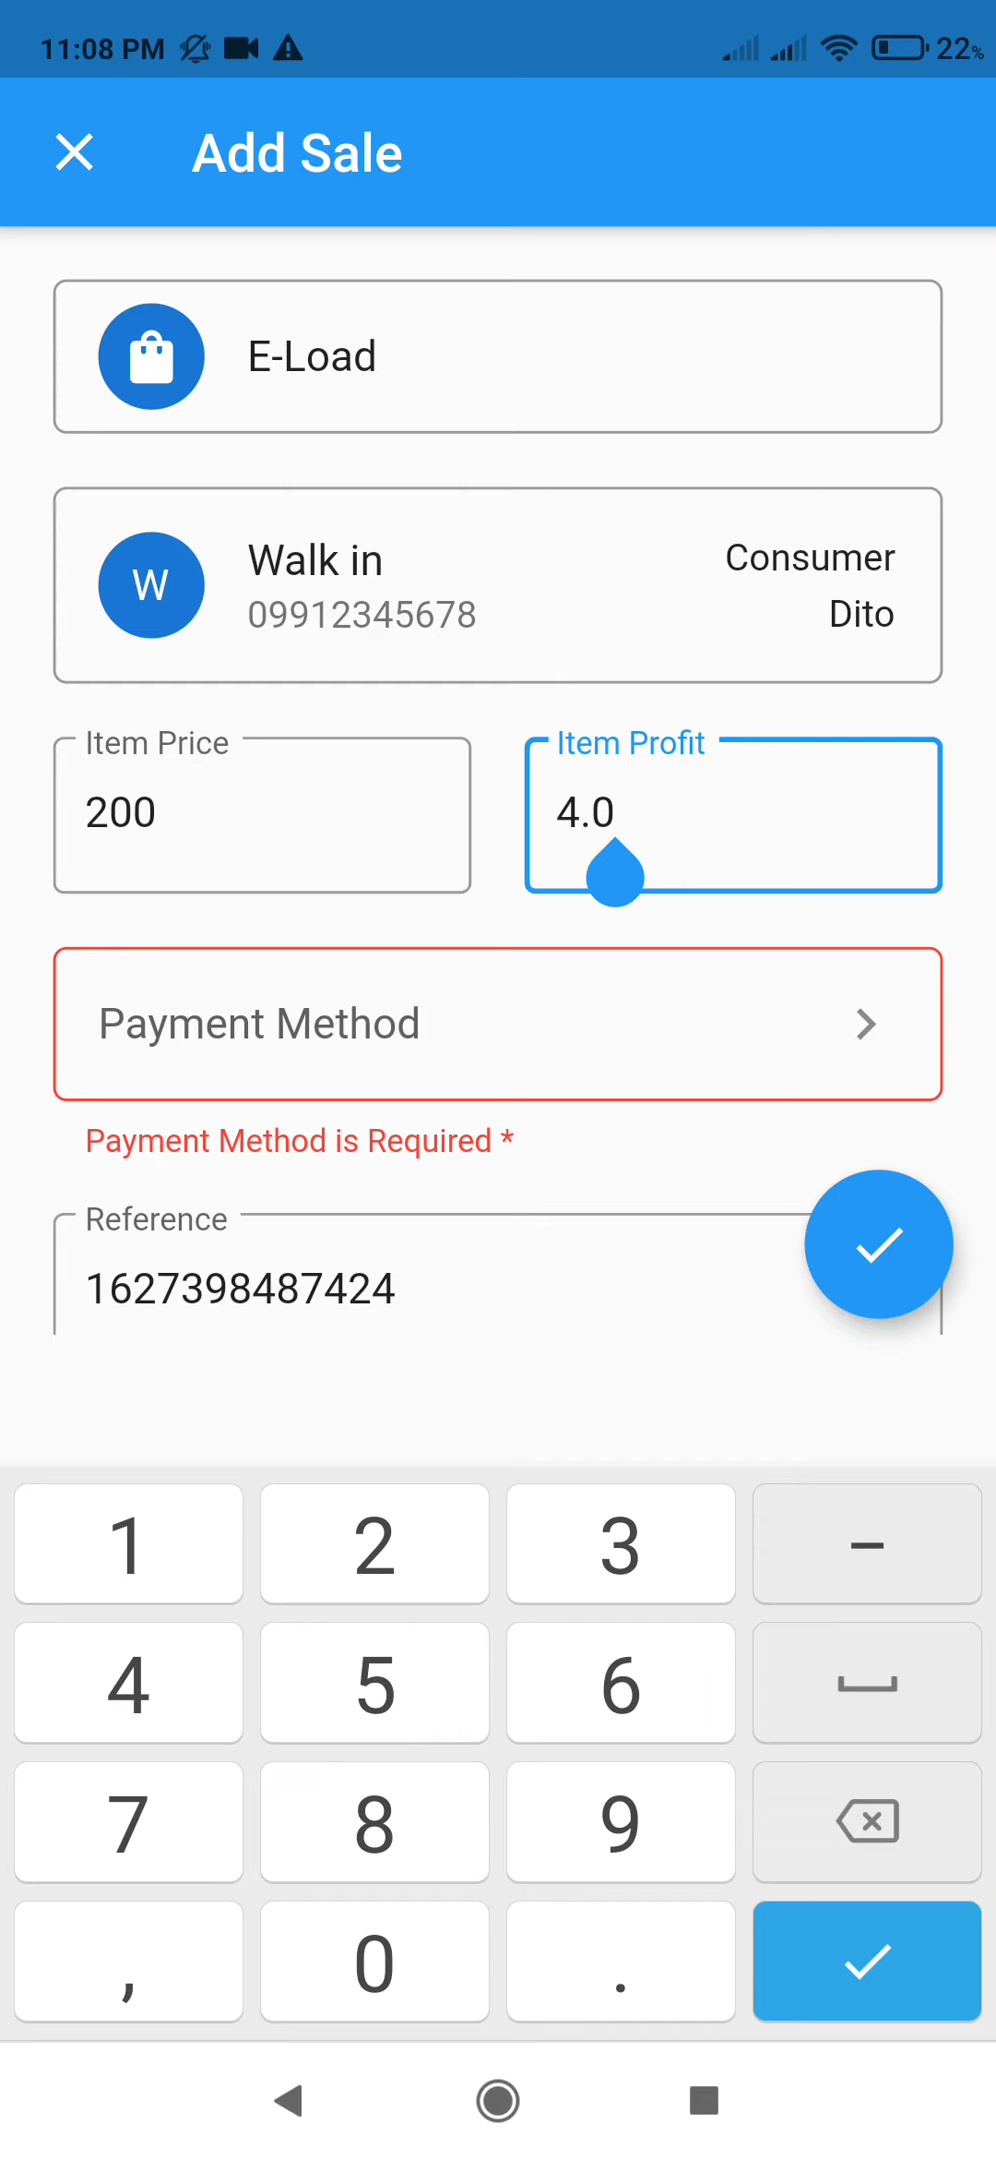 11:08 PM 22%
Add Sale
E-Load
W
Walk in
09912345678
Consumer
Dito
Item Price
200
Item Profit
4.0
Payment Method
Payment Method is Required *
Reference
1627398487424
1 2 3 –
4 5 6
7 8 9
, 0 .